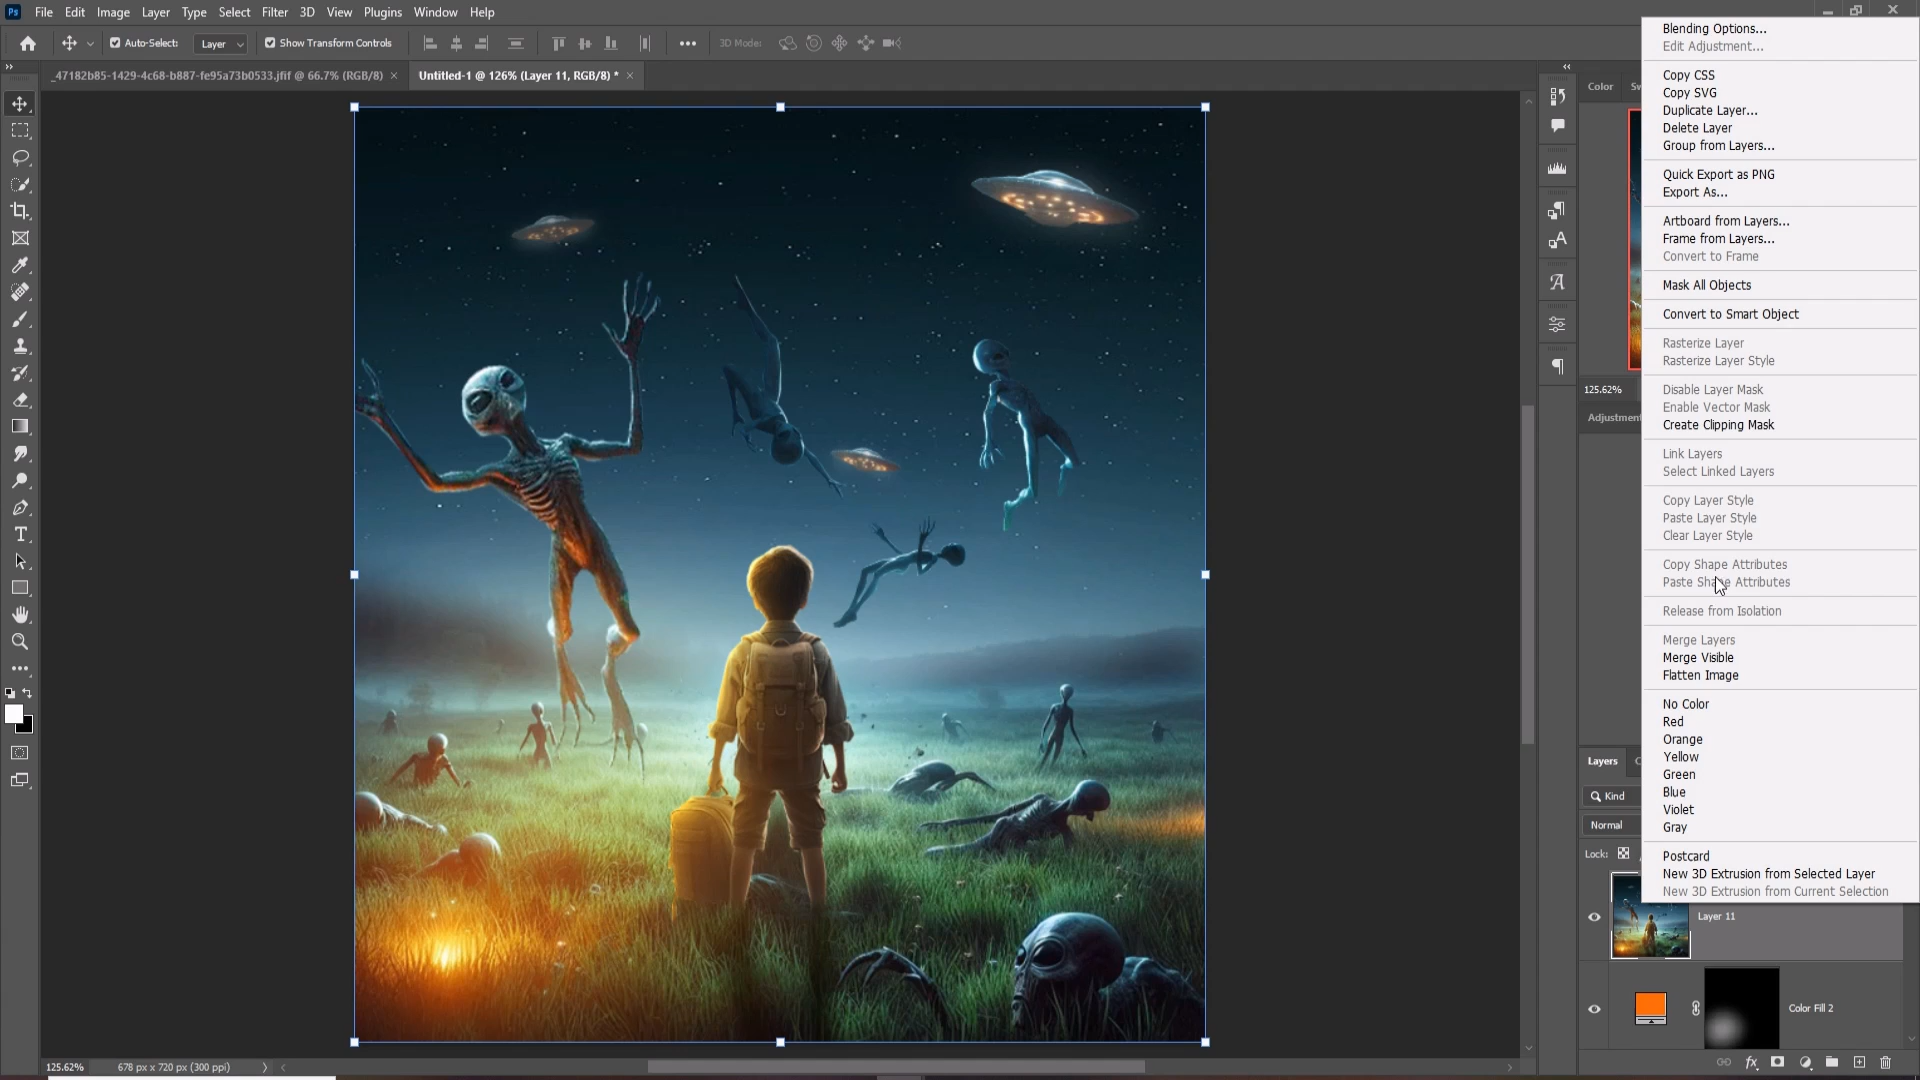 Ps File Edit Image Layer Type Select Filter 3D View Plugins Window Help
Auto-Select: Layer Show Transform Controls 3D Mode:
_47182b85-1429-4c68-b887-fe95a73b0533.jfif @ 66.7% (RGB/8) × Untitled-1 @ 126% (Layer 11, RGB/8) * ×
Color Sw
125.62%
Adjustment
Layers C
Kind
Normal
Lock:
Blending Options...
Edit Adjustment...
Copy CSS
Copy SVG
Duplicate Layer...
Delete Layer
Group from Layers...
Quick Export as PNG
Export As...
Artboard from Layers...
Frame from Layers...
Convert to Frame
Mask All Objects
Convert to Smart Object
Rasterize Layer
Rasterize Layer Style
Disable Layer Mask
Enable Vector Mask
Create Clipping Mask
Link Layers
Select Linked Layers
Copy Layer Style
Paste Layer Style
Clear Layer Style
Copy Shape Attributes
Paste Shape Attributes
Release from Isolation
Merge Layers
Merge Visible
Flatten Image
No Color
Red
Orange
Yellow
Green
Blue
Violet
Gray
Postcard
New 3D Extrusion from Selected Layer
New 3D Extrusion from Current Selection
Layer 11
Color Fill 2
125.62% 678 px x 720 px (300 ppi)